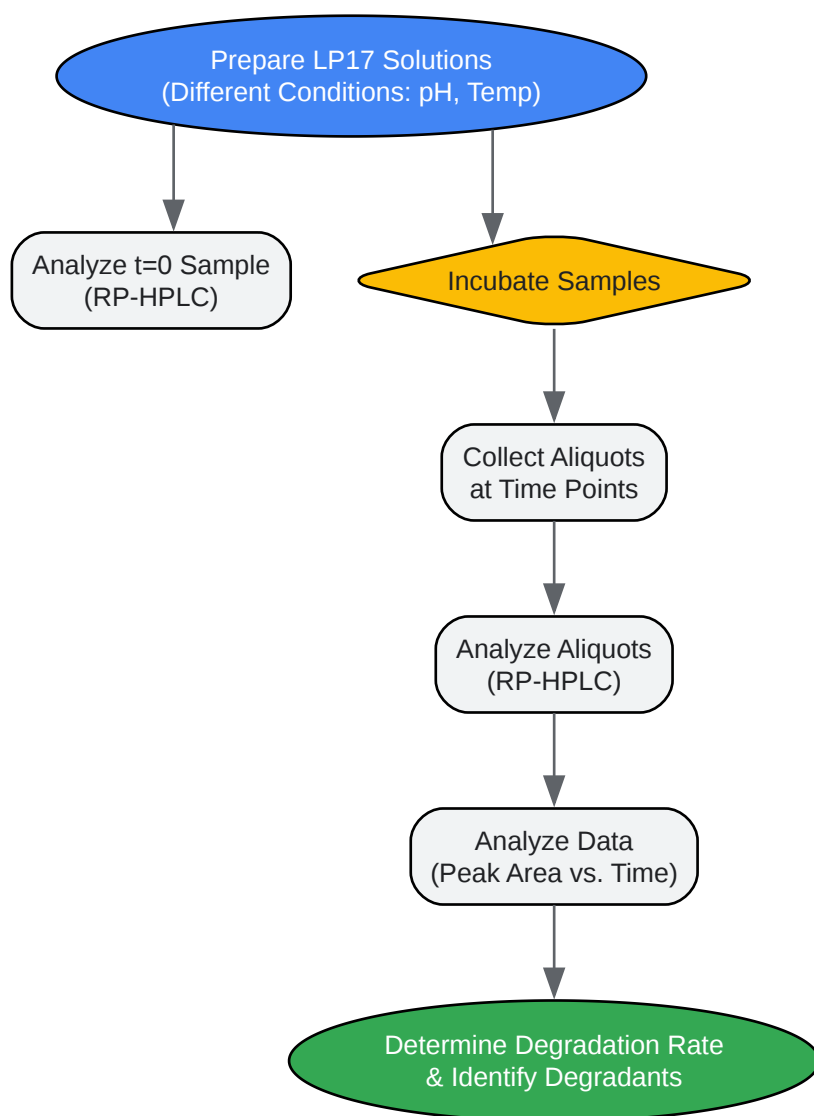 Prepare LP17 Solutions
(Different Conditions: pH, Temp)
Analyze t=0 Sample
(RP-HPLC)
Incubate Samples
Collect Aliquots
at Time Points
Analyze Aliquots
(RP-HPLC)
Analyze Data
(Peak Area vs. Time)
Determine Degradation Rate
& Identify Degradants